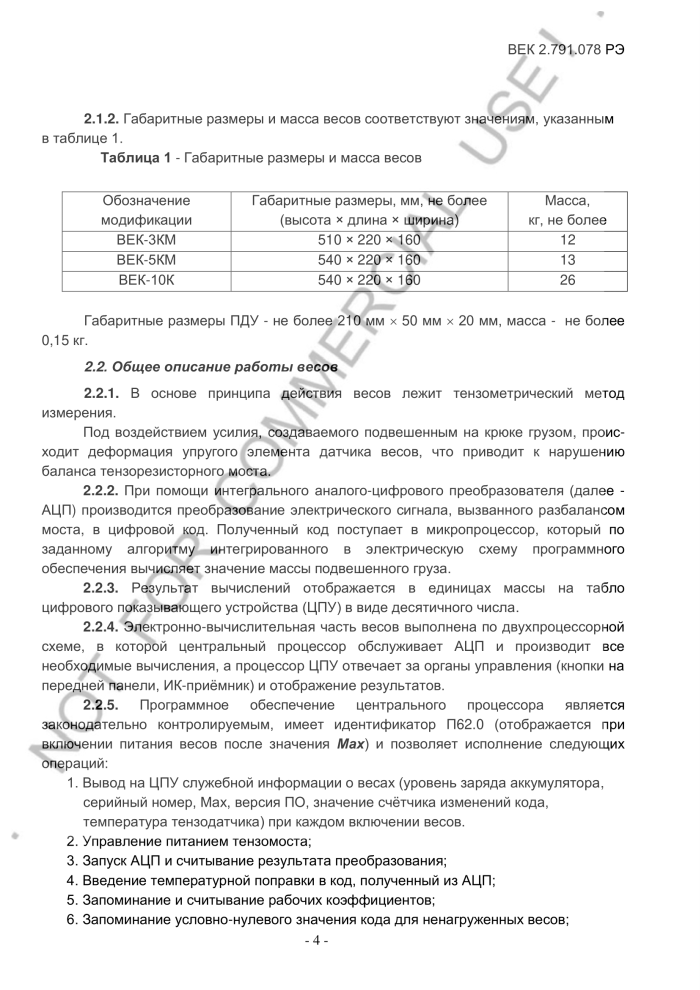 ВЕК 2.791.078 РЭ
2.1.2. Габаритные размеры и масса весов соответствуют значениям, указанным
в таблице 1.
Таблица 1 - Габаритные размеры и масса весов
Обозначение модификации | Габаритные размеры, мм, не более (высота × длина × ширина) | Масса, кг, не более
ВЕК-3КМ 510 × 220 × 160 12
ВЕК-5КМ 540 × 220 × 160 13
ВЕК-10К 540 × 220 × 160 26
Габаритные размеры ПДУ - не более 210 мм × 50 мм × 20 мм, масса - не более
0,15 кг.
2.2. Общее описание работы весов
2.2.1. В основе принципа действия весов лежит тензометрический метод
измерения.
Под воздействием усилия, создаваемого подвешенным на крюке грузом, проис-
ходит деформация упругого элемента датчика весов, что приводит к нарушению
баланса тензорезисторного моста.
2.2.2. При помощи интегрального аналого-цифрового преобразователя (далее -
АЦП) производится преобразование электрического сигнала, вызванного разбалансом
моста, в цифровой код. Полученный код поступает в микропроцессор, который по
заданному алгоритму интегрированного в электрическую схему программного
обеспечения вычисляет значение массы подвешенного груза.
2.2.3. Результат вычислений отображается в единицах массы на табло
цифрового показывающего устройства (ЦПУ) в виде десятичного числа.
2.2.4. Электронно-вычислительная часть весов выполнена по двухпроцессорной
схеме, в которой центральный процессор обслуживает АЦП и производит все
необходимые вычисления, а процессор ЦПУ отвечает за органы управления (кнопки на
передней панели, ИК-приёмник) и отображение результатов.
2.2.5. Программное обеспечение центрального процессора является
законодательно контролируемым, имеет идентификатор П62.0 (отображается при
включении питания весов после значения Max) и позволяет исполнение следующих
операций:
1. Вывод на ЦПУ служебной информации о весах (уровень заряда аккумулятора,
серийный номер, Max, версия ПО, значение счётчика изменений кода,
температура тензодатчика) при каждом включении весов.
2. Управление питанием тензомоста;
3. Запуск АЦП и считывание результата преобразования;
4. Введение температурной поправки в код, полученный из АЦП;
5. Запоминание и считывание рабочих коэффициентов;
6. Запоминание условно-нулевого значения кода для ненагруженных весов;
- 4 -
NOT FOR COMMERCIAL USE !